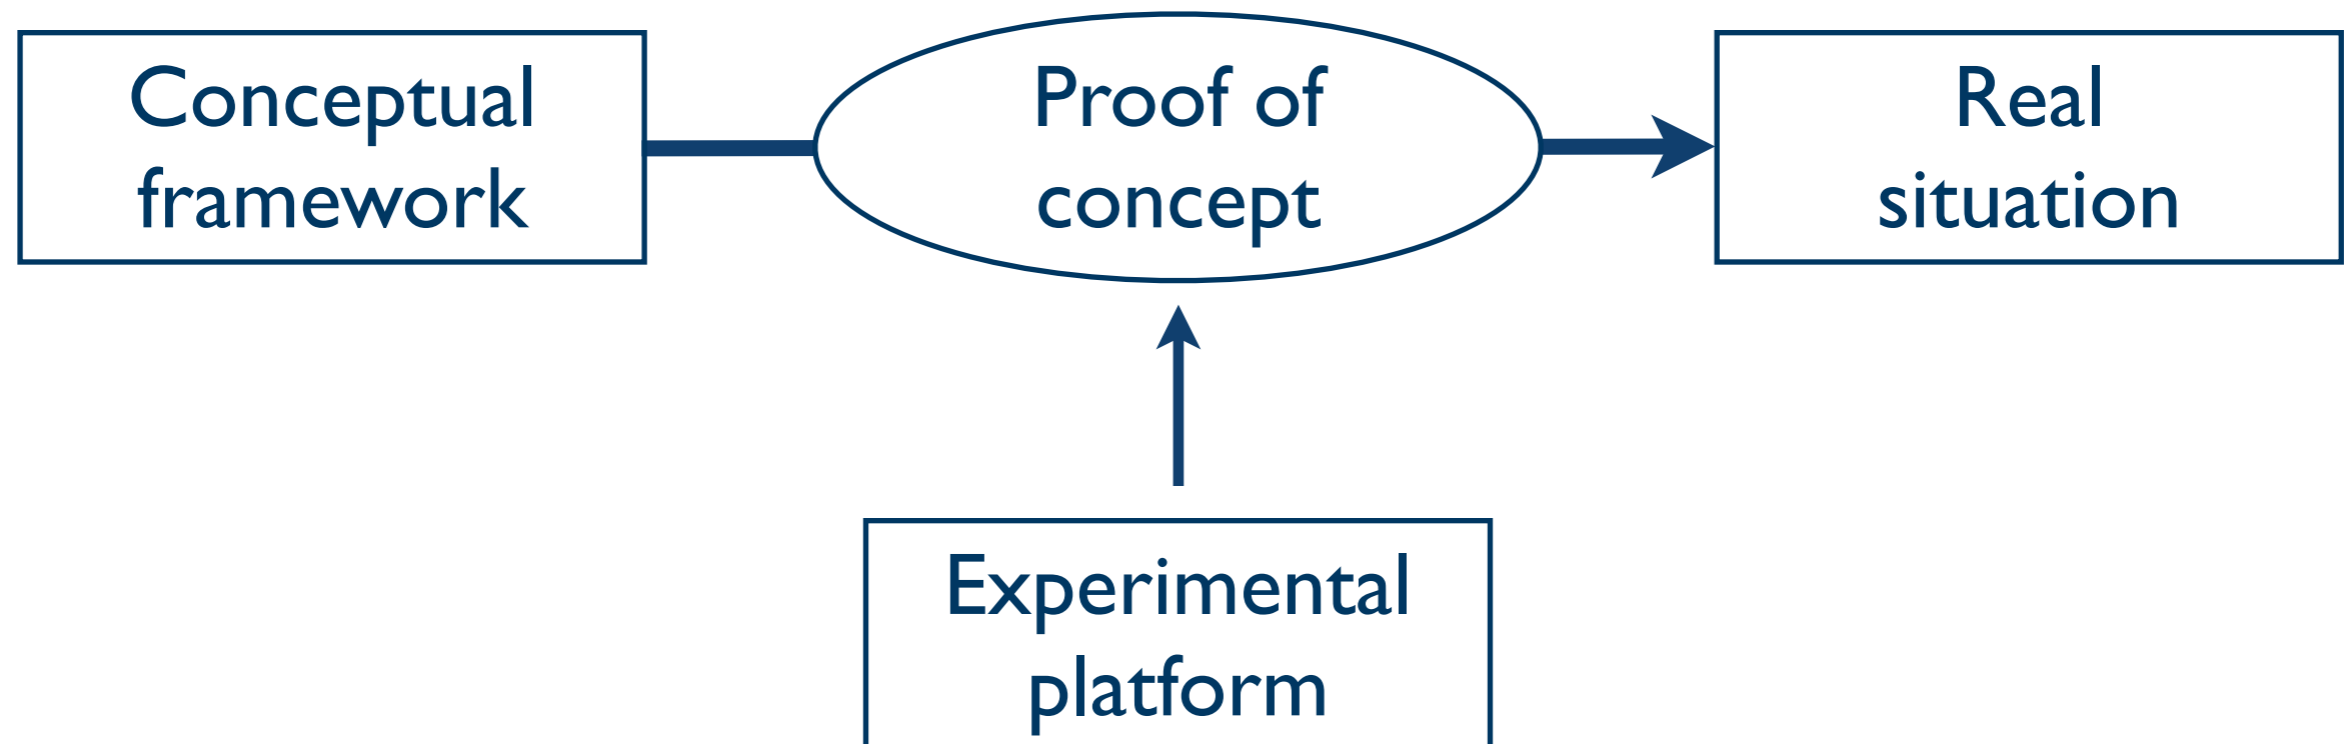 Conceptual
framework
Proof of
concept
Real
situation
Experimental
platform